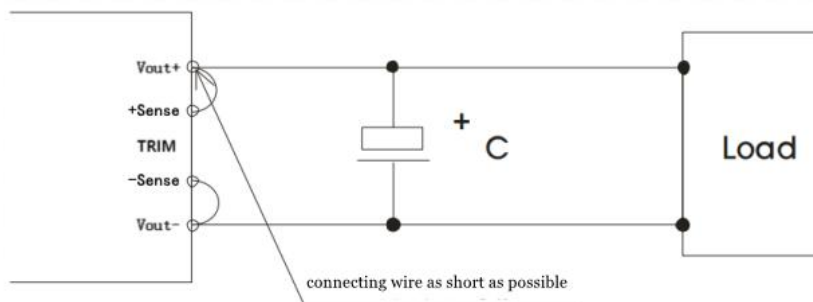 Vout+
+Sense
TRIM
-Sense
Vout-
+
C
Load
connecting wire as short as possible